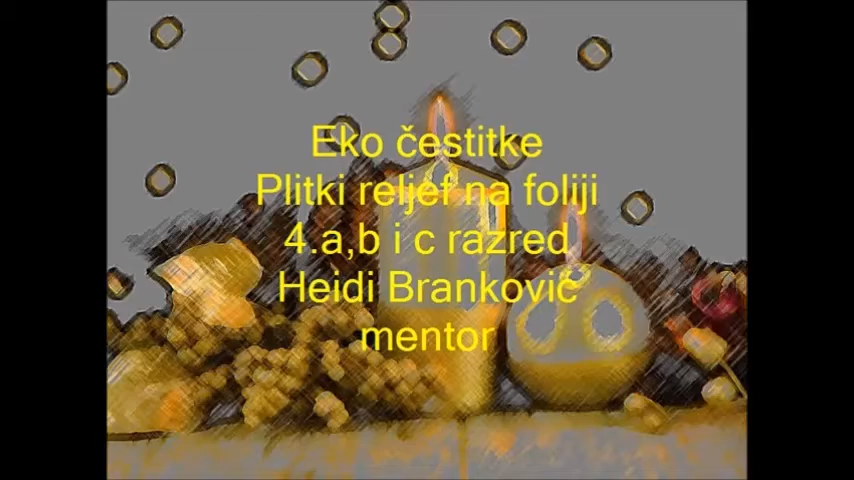 Eko čestitke
Plitki reljef na foliji
4.a,b i c razred
Heidi Branković
mentor